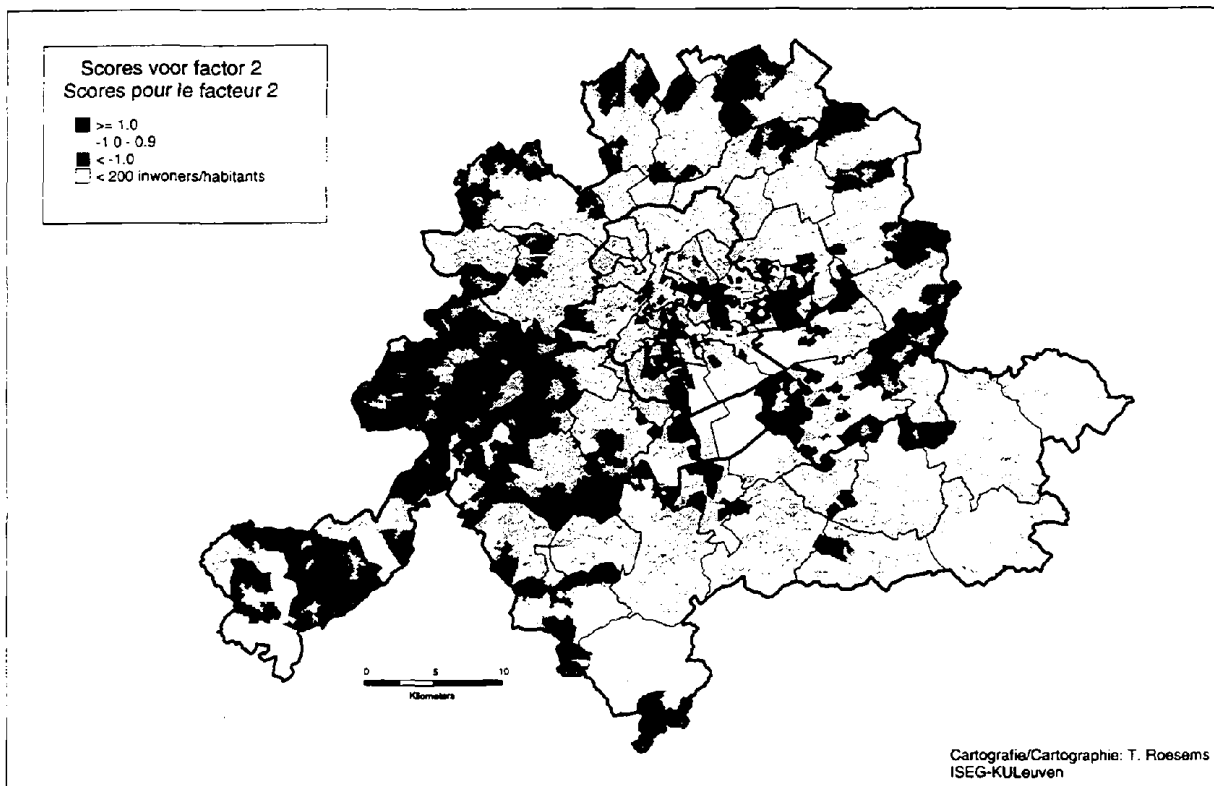 Scores voor factor 2
Scores pour le facteur 2
>= 1.0
-1.0 - 0.9
< -1.0
< 200 inwoners/habitants
0 5 10
Kilometers
Cartografie/Cartographie: T. Roesems
ISEG-KULeuven